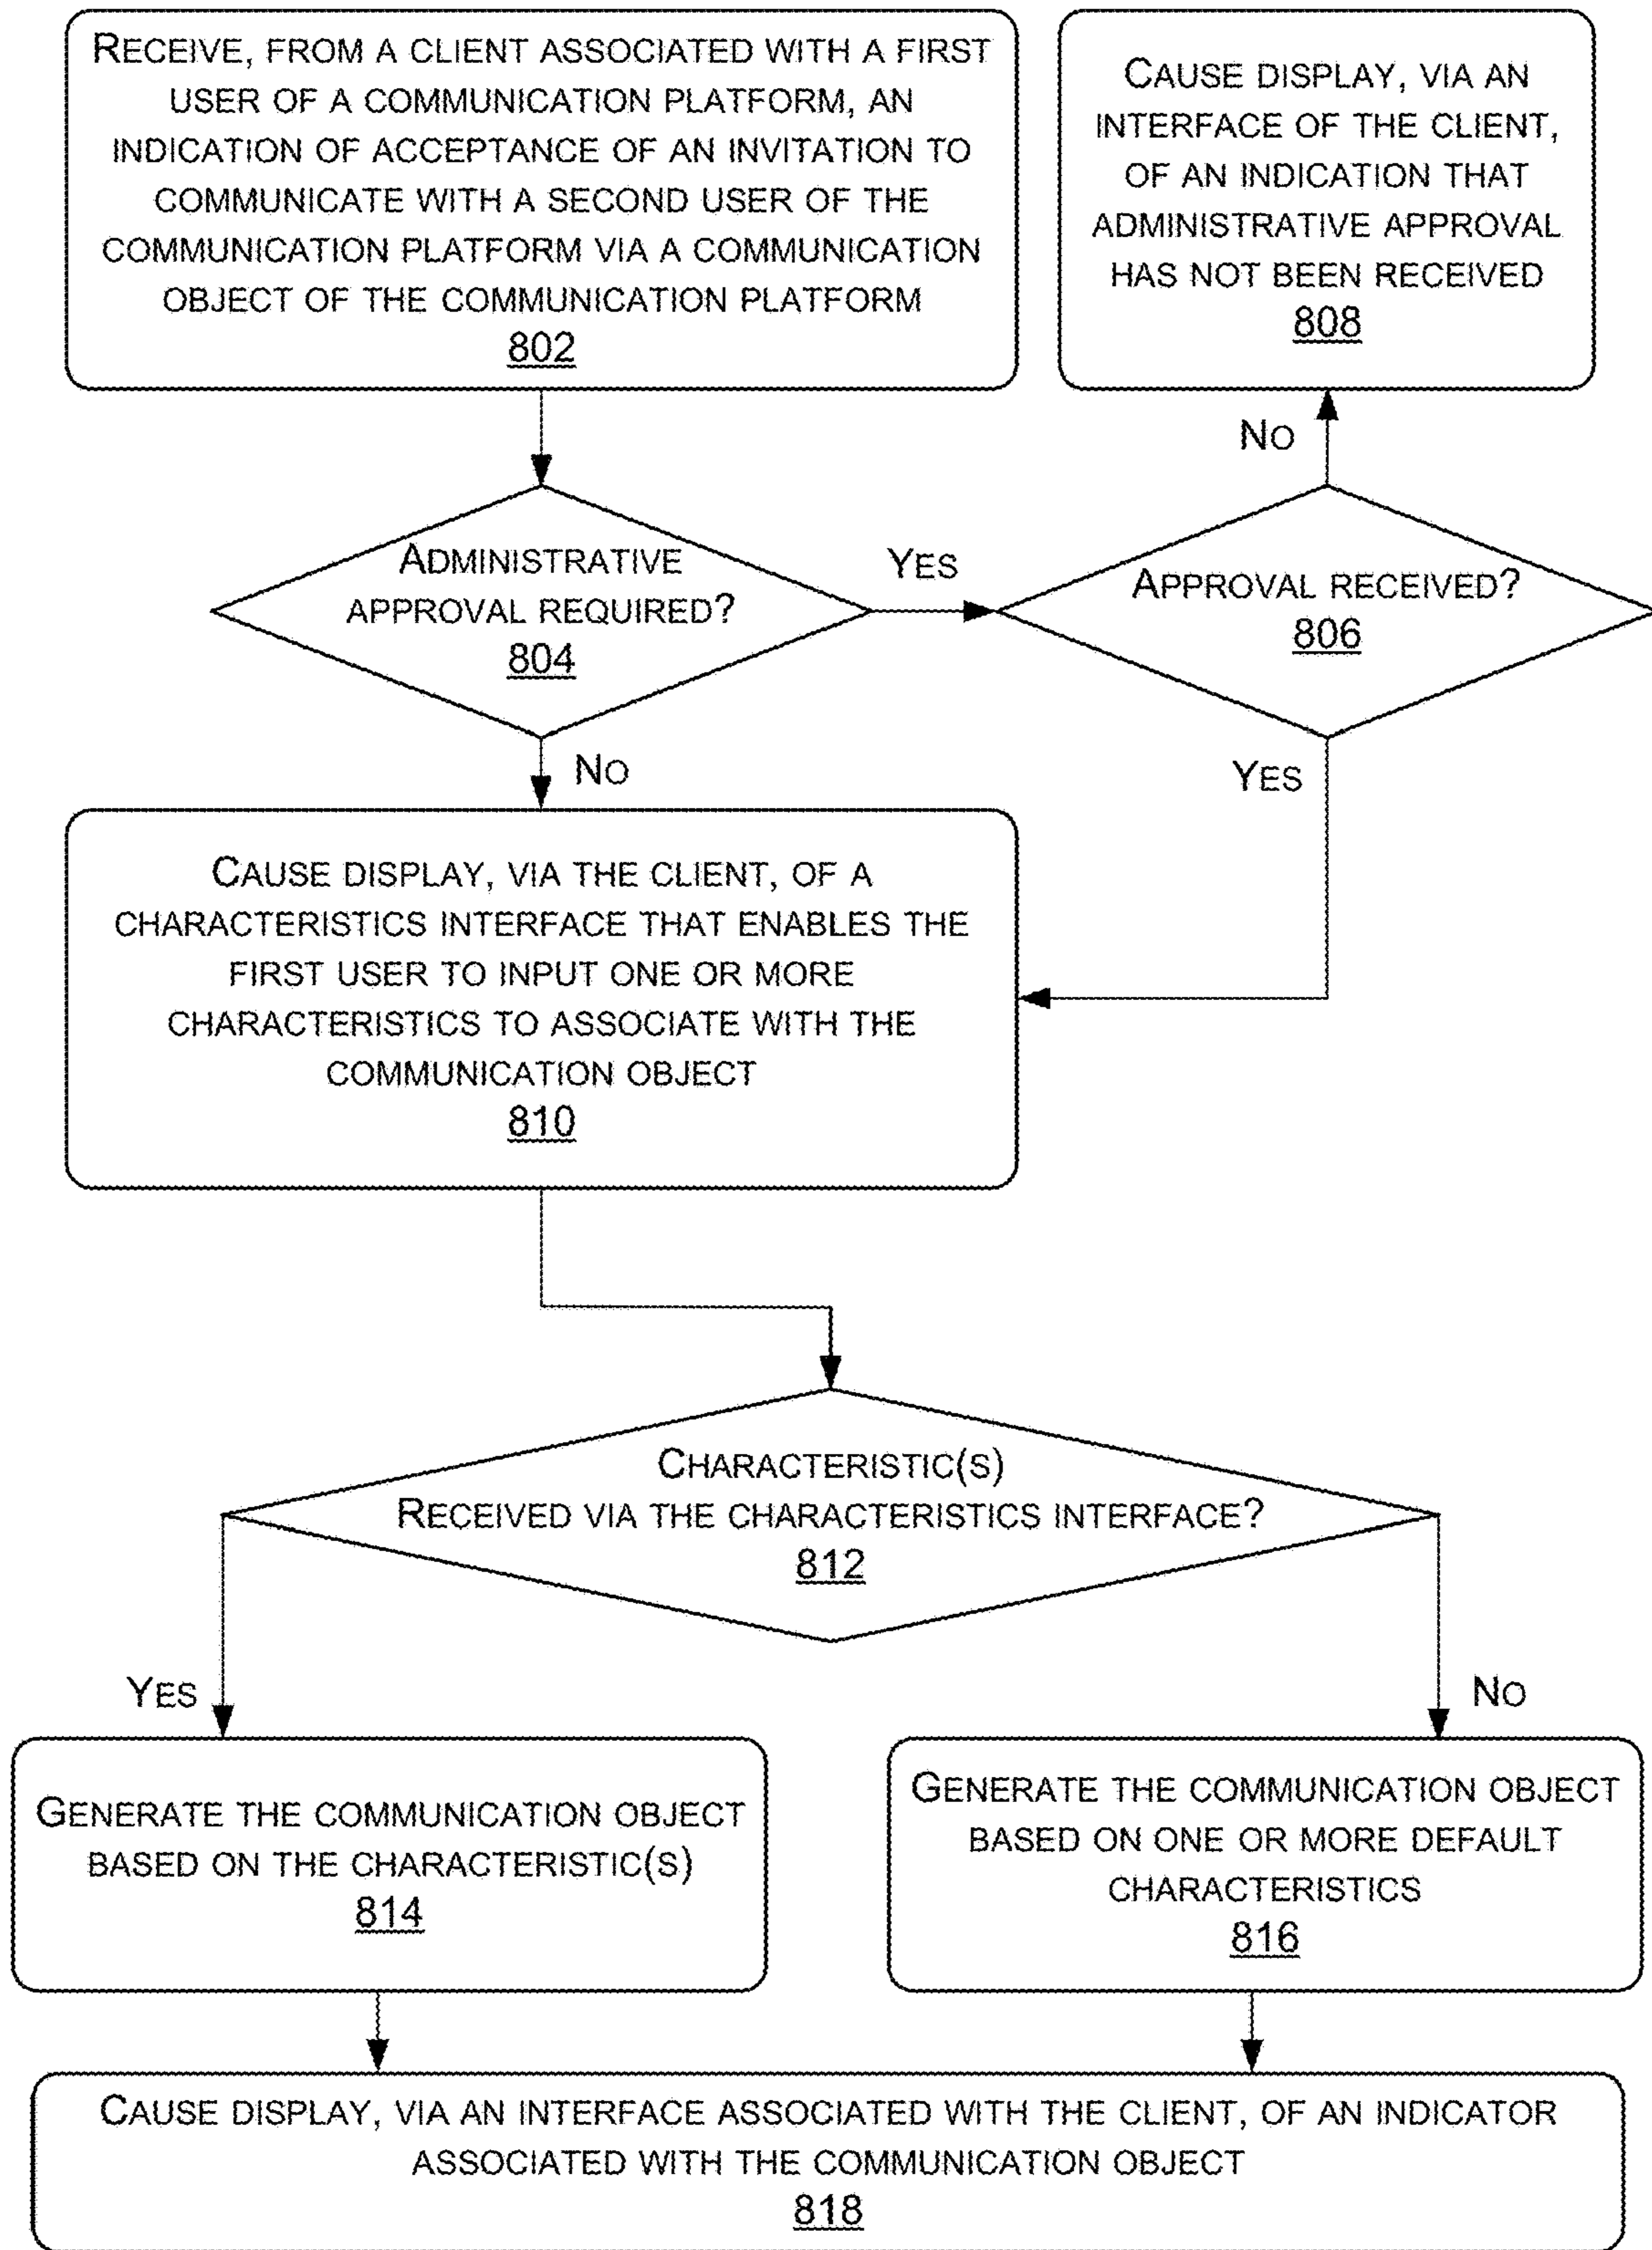 RECEIVE, FROM A CLIENT ASSOCIATED WITH A FIRST
USER OF A COMMUNICATION PLATFORM, AN
INDICATION OF ACCEPTANCE OF AN INVITATION TO
COMMUNICATE WITH A SECOND USER OF THE
COMMUNICATION PLATFORM VIA A COMMUNICATION
OBJECT OF THE COMMUNICATION PLATFORM
802
CAUSE DISPLAY, VIA AN
INTERFACE OF THE CLIENT,
OF AN INDICATION THAT
ADMINISTRATIVE APPROVAL
HAS NOT BEEN RECEIVED
808
NO
ADMINISTRATIVE
APPROVAL REQUIRED?
804
YES
APPROVAL RECEIVED?
806
NO
YES
CAUSE DISPLAY, VIA THE CLIENT, OF A
CHARACTERISTICS INTERFACE THAT ENABLES THE
FIRST USER TO INPUT ONE OR MORE
CHARACTERISTICS TO ASSOCIATE WITH THE
COMMUNICATION OBJECT
810
CHARACTERISTIC(S)
RECEIVED VIA THE CHARACTERISTICS INTERFACE?
812
YES
NO
GENERATE THE COMMUNICATION OBJECT
BASED ON THE CHARACTERISTIC(S)
814
GENERATE THE COMMUNICATION OBJECT
BASED ON ONE OR MORE DEFAULT
CHARACTERISTICS
816
CAUSE DISPLAY, VIA AN INTERFACE ASSOCIATED WITH THE CLIENT, OF AN INDICATOR
ASSOCIATED WITH THE COMMUNICATION OBJECT
818